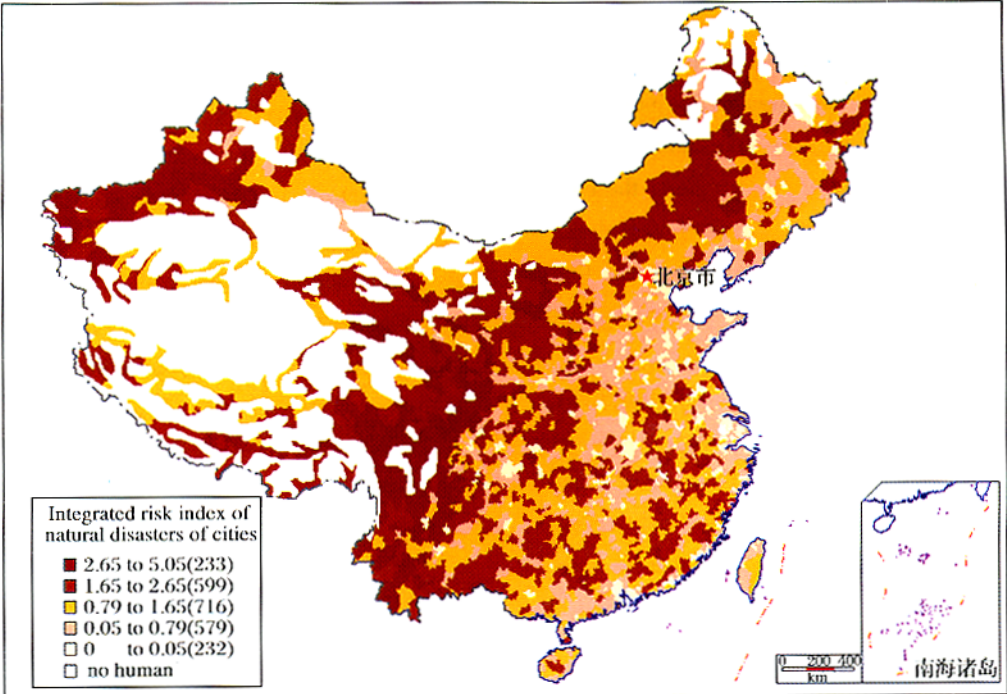 北京市
Integrated risk index of
natural disasters of cities
2.65 to 5.05(233)
1.65 to 2.65(599)
0.79 to 1.65(716)
0.05 to 0.79(579)
0 to 0.05(232)
no human
0 200 400
km
南海诸岛